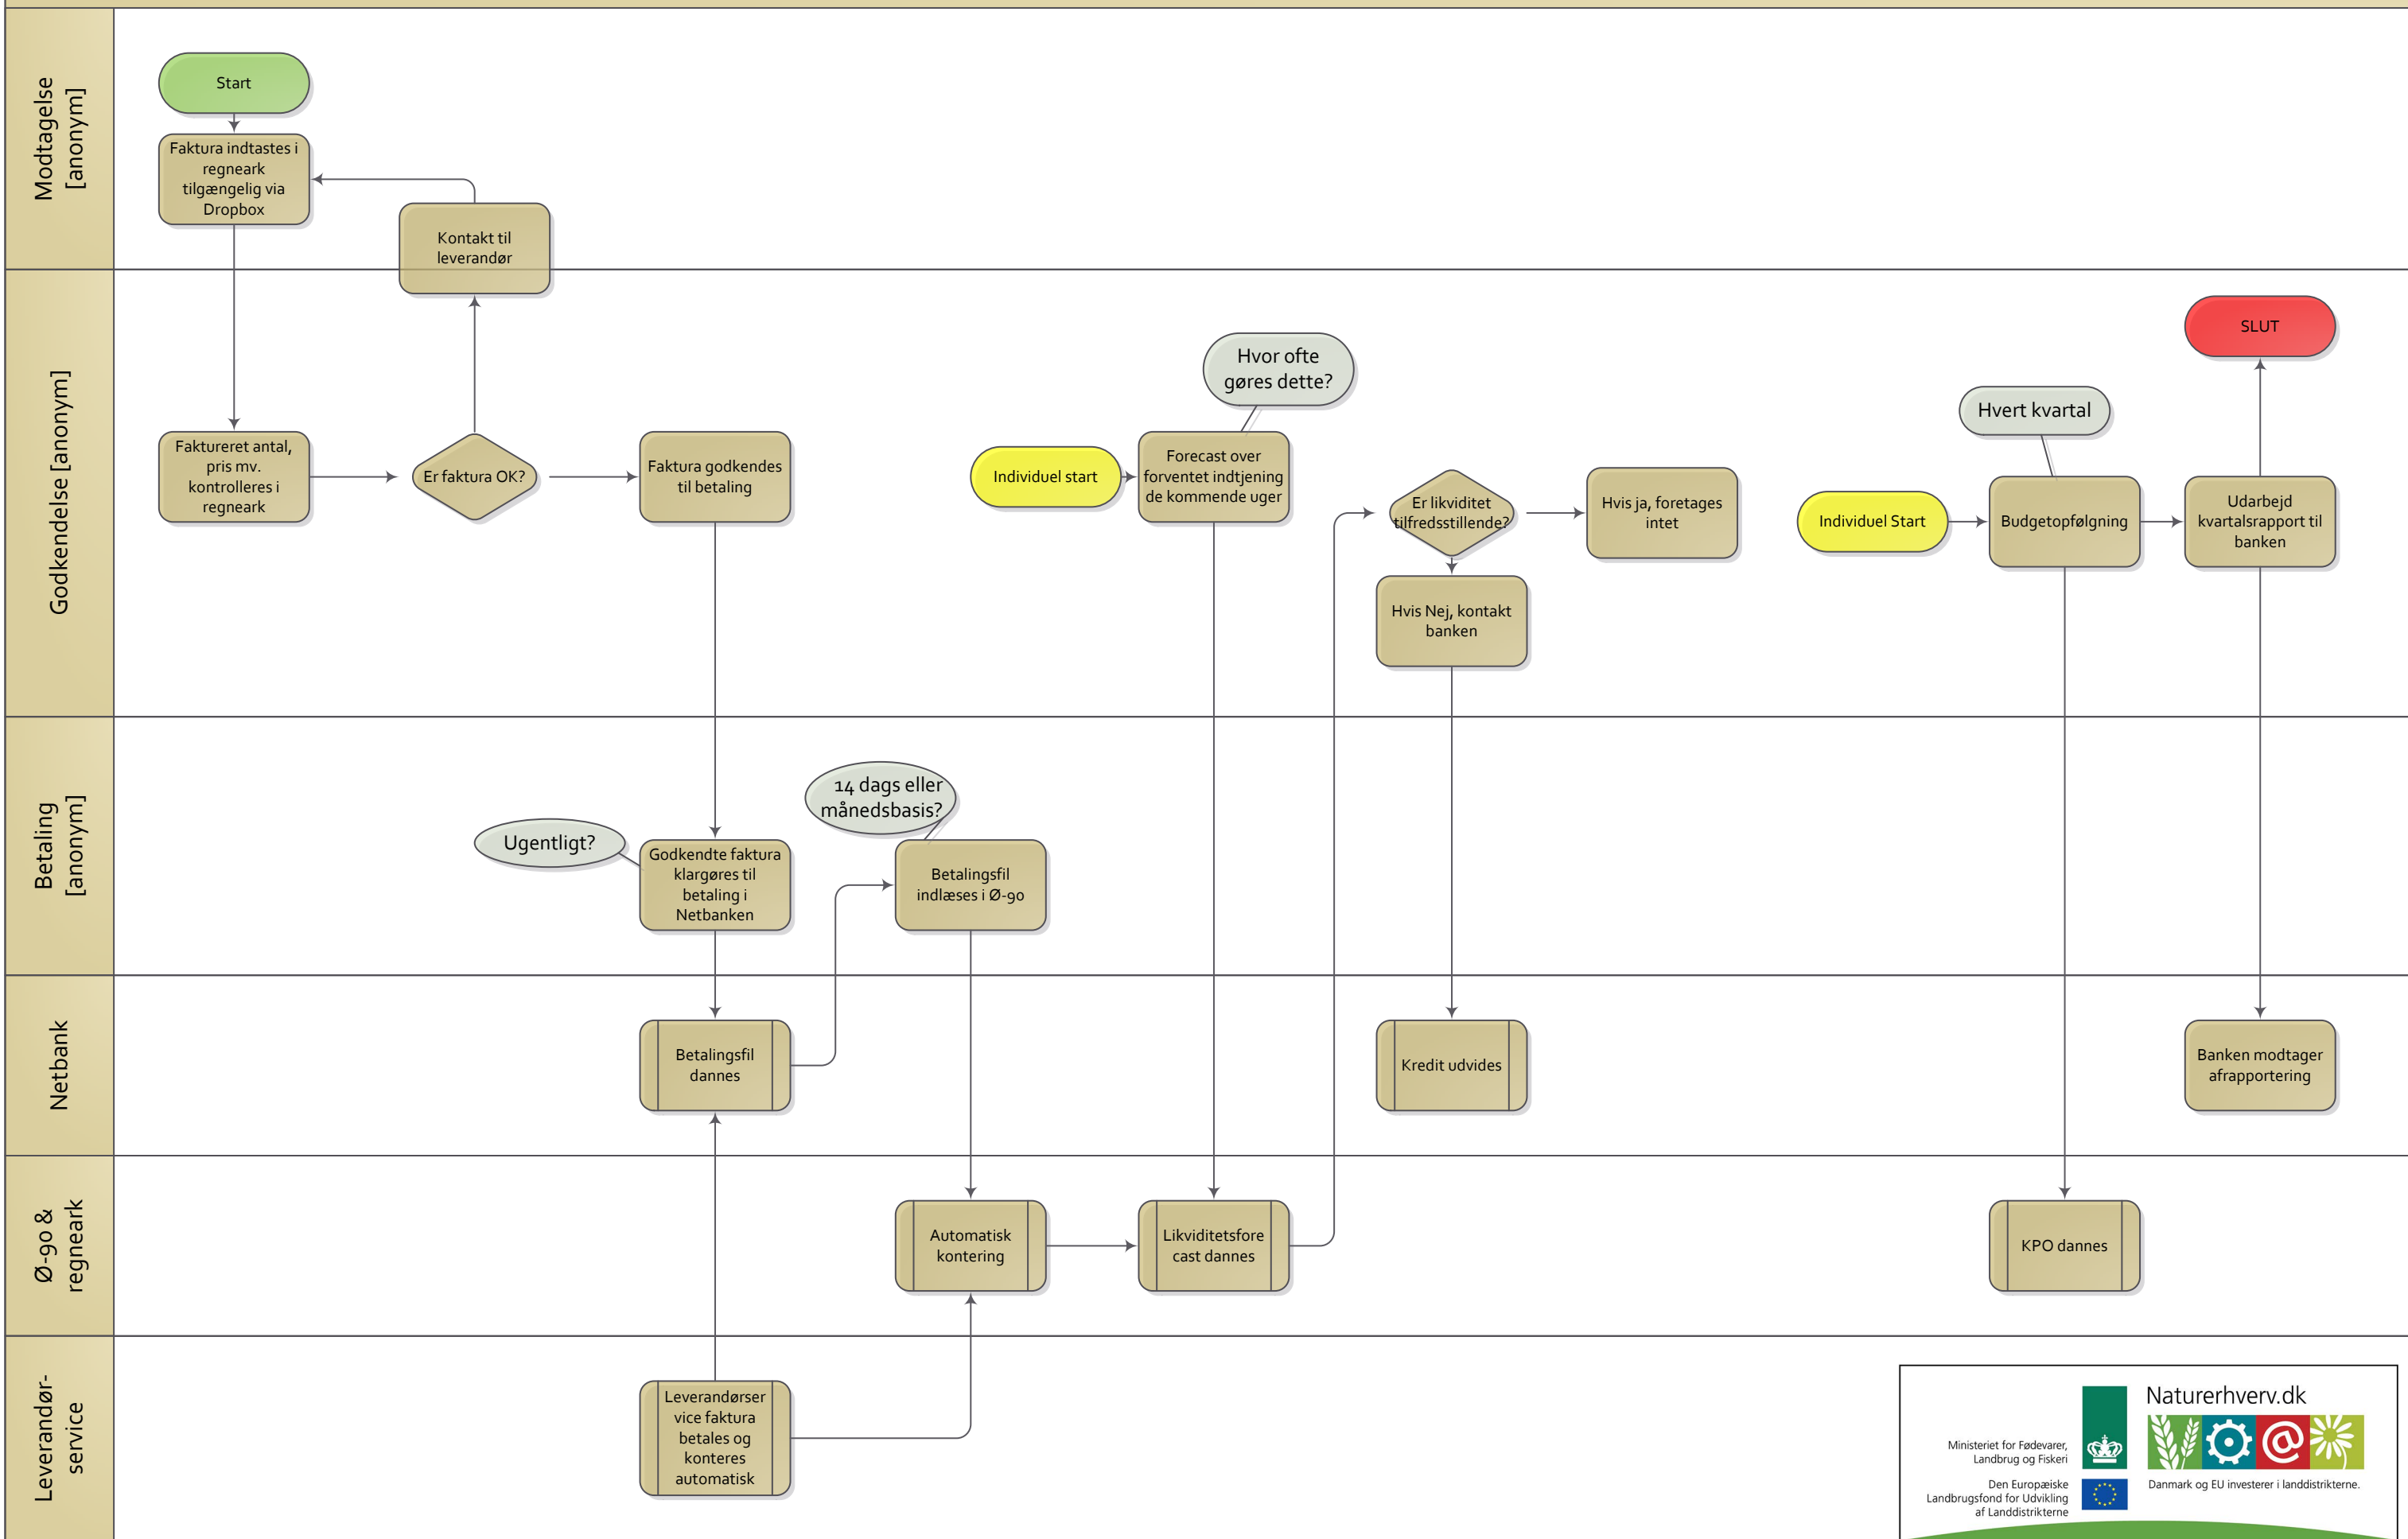 Modtagelse
[anonym]
Start
Faktura indtastes i
regneark
tilgængelig via
Dropbox
Kontakt til
leverandør
Godkendelse [anonym]
Faktureret antal,
pris mv.
kontrolleres i
regneark
Er faktura OK?
Faktura godkendes
til betaling
Individuel start
Hvor ofte
gøres dette?
Forecast over
forventet indtjening
de kommende uger
Er likviditet
tilfredsstillende?
Hvis ja, foretages
intet
Hvis Nej, kontakt
banken
Individuel Start
Hvert kvartal
Budgetopfølgning
SLUT
Udarbejd
kvartalsrapport til
banken
Betaling
[anonym]
Ugentligt?
Godkendte faktura
klargøres til
betaling i
Netbanken
14 dags eller
månedsbasis?
Betalingsfil
indlæses i Ø-90
Netbank
Betalingsfil
dannes
Kredit udvides
Banken modtager
afrapportering
Ø-90 &
regneark
Automatisk
kontering
Likviditetsfore
cast dannes
KPO dannes
Leverandør-
service
Leverandørser
vice faktura
betales og
konteres
automatisk
Naturerhverv.dk
Ministeriet for Fødevarer,
Landbrug og Fiskeri
Den Europæiske
Landbrugsfond for Udvikling
af Landdistrikterne
Danmark og EU investerer i landdistrikterne.